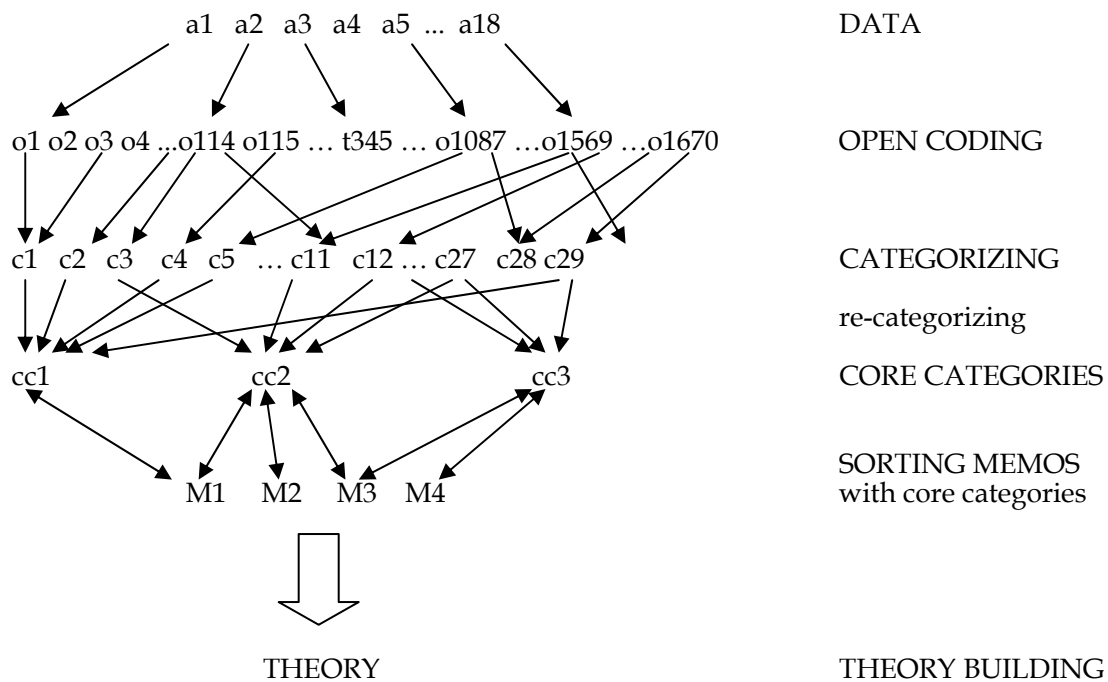 a1 a2 a3 a4 a5 ... a18 DATA
o1 o2 o3 o4 ...o114 o115 … t345 … o1087 …o1569 …o1670 OPEN CODING
c1 c2 c3 c4 c5 … c11 c12 … c27 c28 c29 CATEGORIZING
re-categorizing
cc1 cc2 cc3 CORE CATEGORIES
SORTING MEMOS
M1 M2 M3 M4 with core categories
THEORY THEORY BUILDING